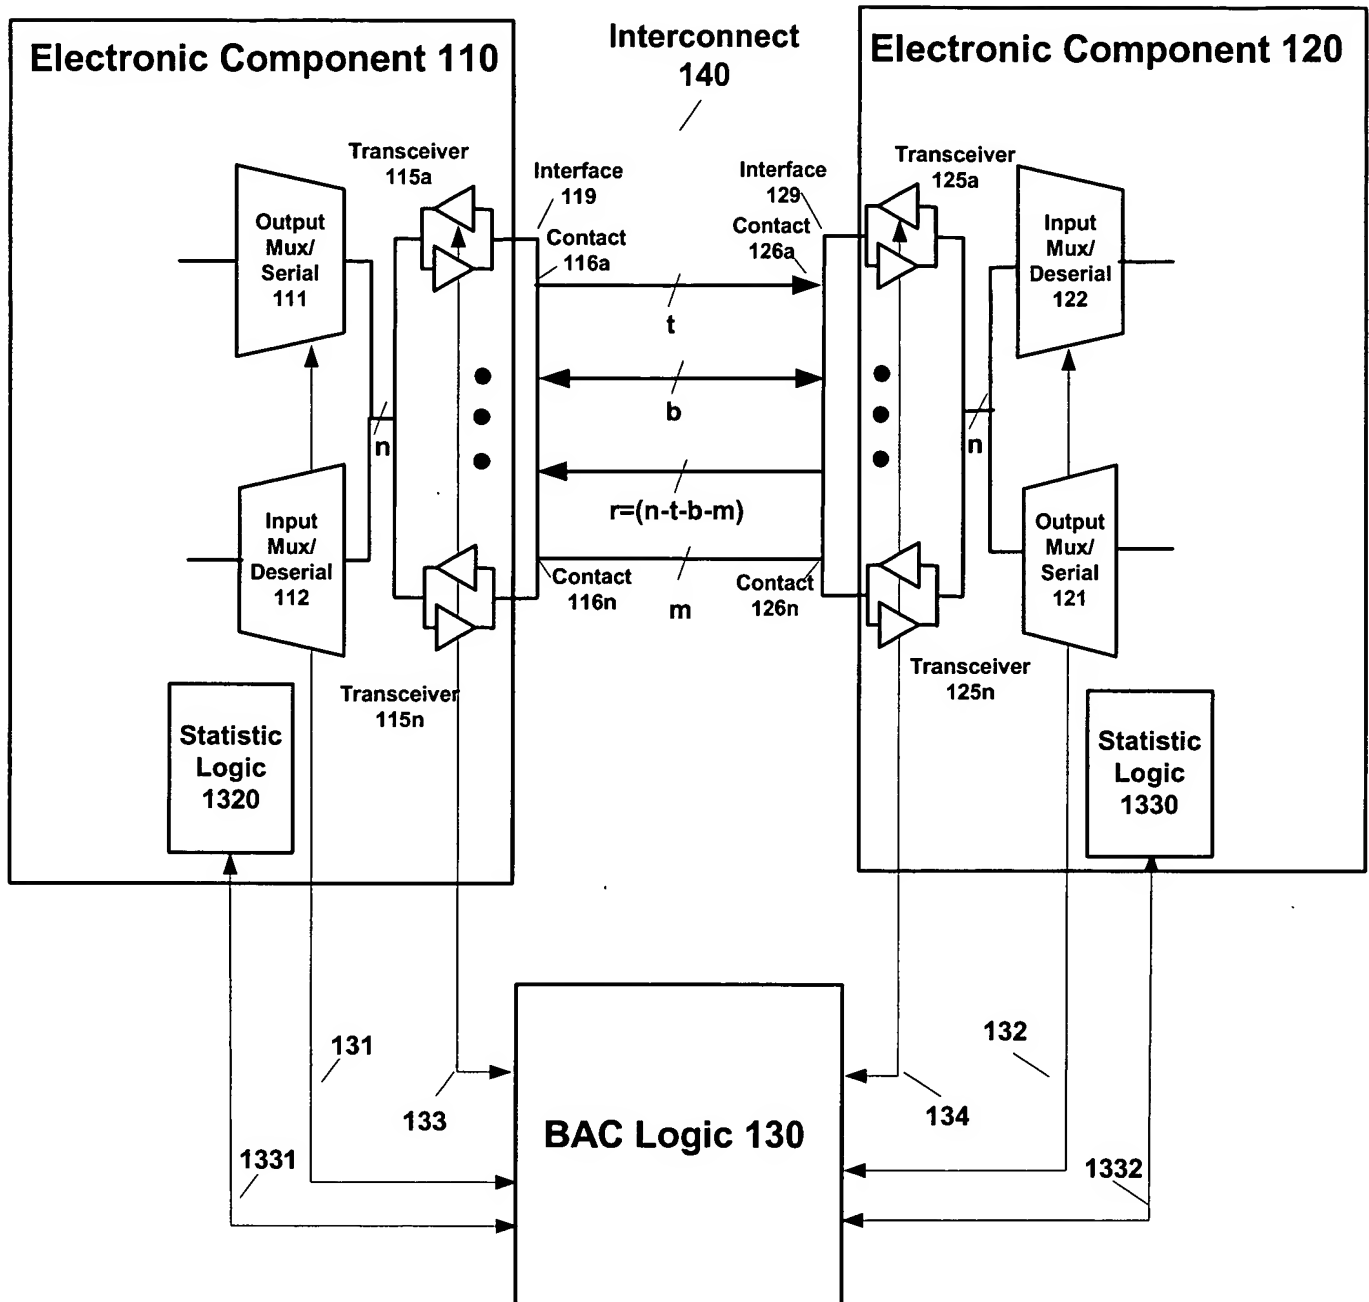 Electronic Component 110
Interconnect
140
Electronic Component 120
Transceiver
115a
Interface
119
Contact
116a
Interface
129
Contact
126a
Transceiver
125a
Output
Mux/
Serial
111
Input
Mux/
Deserial
122
t
b
n
n
r=(n-t-b-m)
Input
Mux/
Deserial
112
Output
Mux/
Serial
121
Contact
116n
m
Contact
126n
Transceiver
115n
Transceiver
125n
Statistic
Logic
1320
Statistic
Logic
1330
131
133
134
132
BAC Logic 130
1331
1332